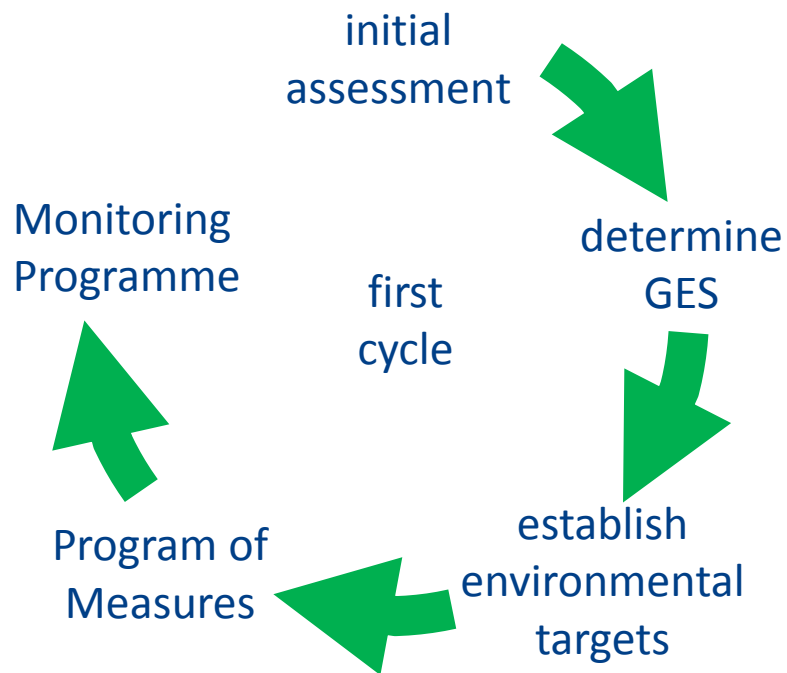 initial
assessment
determine
GES
establish
environmental
targets
Program of
Measures
Monitoring
Programme
first
cycle